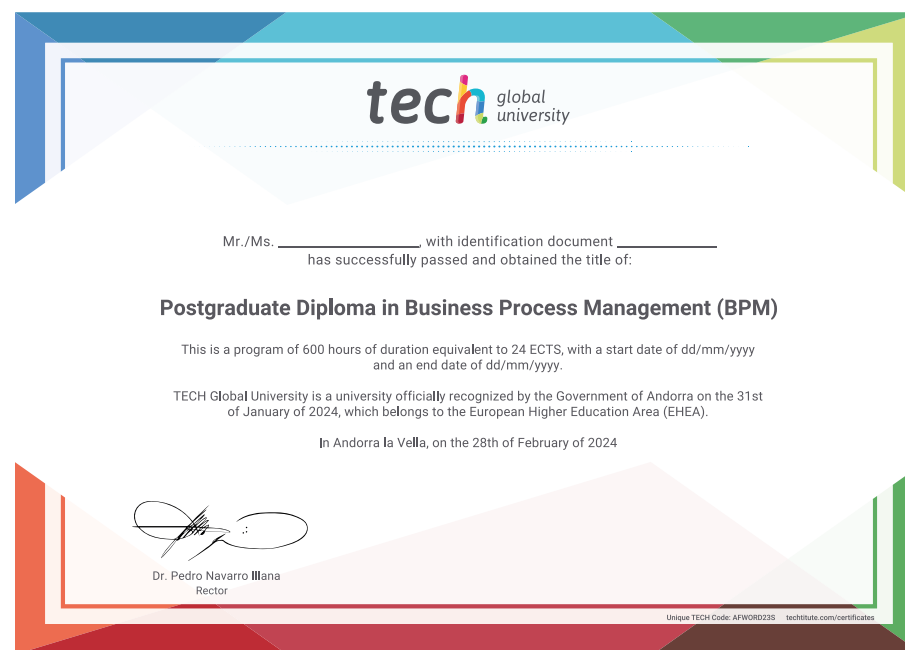 tech global
university
Mr./Ms. ____________, with identification document ____________
has successfully passed and obtained the title of:
Postgraduate Diploma in Business Process Management (BPM)
This is a program of 600 hours of duration equivalent to 24 ECTS, with a start date of dd/mm/yyyy
and an end date of dd/mm/yyyy.
TECH Global University is a university officially recognized by the Government of Andorra on the 31st
of January of 2024, which belongs to the European Higher Education Area (EHEA).
In Andorra la Vella, on the 28th of February of 2024
Dr. Pedro Navarro Illana
Rector
Unique TECH Code: AFWORD23S techtitute.com/certificates